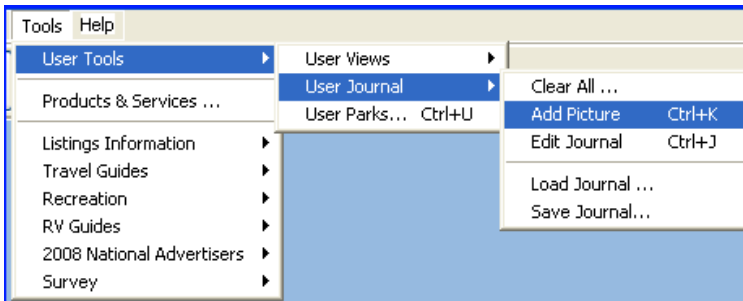 Tools Help
User Tools
Products & Services ...
Listings Information
Travel Guides
Recreation
RV Guides
2008 National Advertisers
Survey
User Views
User Journal
User Parks... Ctrl+U
Clear All ...
Add Picture Ctrl+K
Edit Journal Ctrl+J
Load Journal ...
Save Journal...